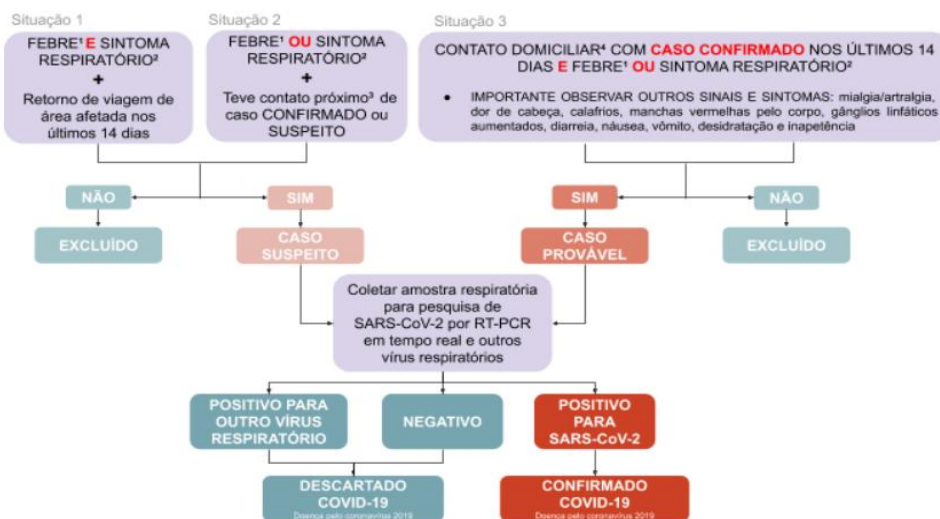 Situação 1
FEBRE¹ E SINTOMA
RESPIRATÓRIO²
+
Retorno de viagem de
área afetada nos
últimos 14 dias
Situação 2
FEBRE¹ OU SINTOMA
RESPIRATÓRIO²
+
Teve contato próximo³ de
caso CONFIRMADO ou
SUSPEITO
Situação 3
CONTATO DOMICILIAR⁴ COM CASO CONFIRMADO NOS ÚLTIMOS 14
DIAS E FEBRE¹ OU SINTOMA RESPIRATÓRIO²
● IMPORTANTE OBSERVAR OUTROS SINAIS E SINTOMAS: mialgia/artralgia,
dor de cabeça, calafrios, manchas vermelhas pelo corpo, gânglios linfáticos
aumentados, diarreia, náusea, vômito, desidratação e inapetência
NÃO
SIM
SIM
NÃO
EXCLUÍDO
CASO
SUSPEITO
CASO
PROVÁVEL
EXCLUÍDO
Coletar amostra respiratória
para pesquisa de
SARS-CoV-2 por RT-PCR
em tempo real e outros
vírus respiratórios
POSITIVO PARA
OUTRO VÍRUS
RESPIRATÓRIO
NEGATIVO
POSITIVO
PARA
SARS-CoV-2
DESCARTADO
COVID-19
Doença pelo coronavírus 2019
CONFIRMADO
COVID-19
Doença pelo coronavírus 2019